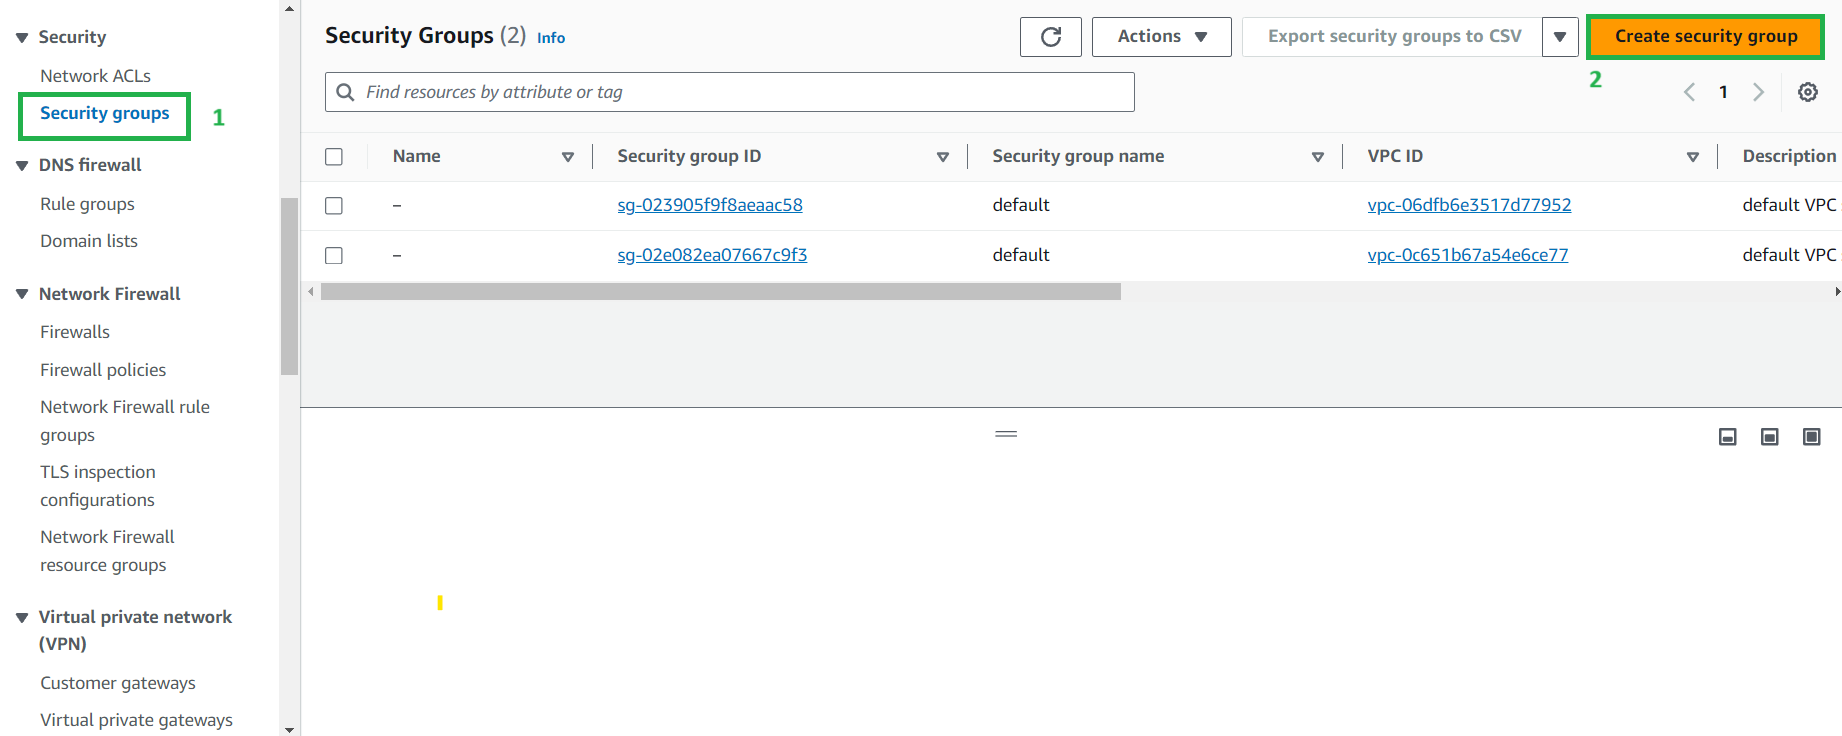 Security
Network ACLs
Security groups 1
DNS firewall
Rule groups
Domain lists
Network Firewall
Firewalls
Firewall policies
Network Firewall rule
groups
TLS inspection
configurations
Network Firewall
resource groups
Virtual private network
(VPN)
Customer gateways
Virtual private gateways
Security Groups (2) Info
Actions Export security groups to CSV Create security group
Find resources by attribute or tag
2
1
Name Security group ID Security group name VPC ID Description
– sg-023905f9f8aeaac58 default vpc-06dfb6e3517d77952 default VPC
– sg-02e082ea07667c9f3 default vpc-0c651b67a54e6ce77 default VPC